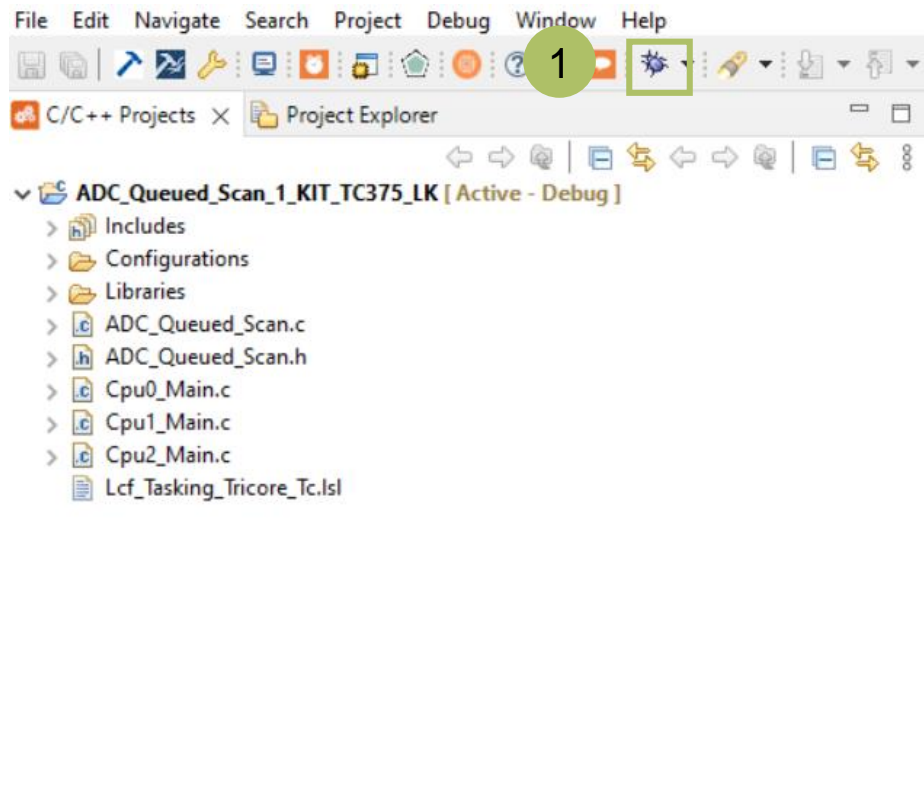 File Edit Navigate Search Project Debug Window Help
1
C/C++ Projects Project Explorer
ADC_Queued_Scan_1_KIT_TC375_LK [ Active - Debug ]
Includes
Configurations
Libraries
ADC_Queued_Scan.c
ADC_Queued_Scan.h
Cpu0_Main.c
Cpu1_Main.c
Cpu2_Main.c
Lcf_Tasking_Tricore_Tc.lsl